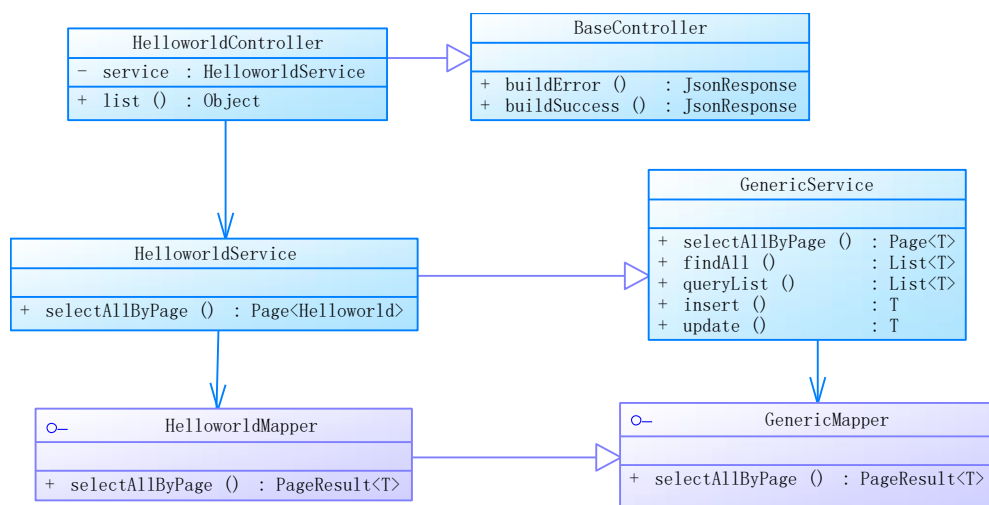 HelloworldController
- service : HelloworldService
+ list () : Object
BaseController
+ buildError () : JsonResponse
+ buildSuccess () : JsonResponse
HelloworldService
+ selectAllByPage () : Page<Helloworld>
GenericService
+ selectAllByPage () : Page<T>
+ findAll () : List<T>
+ queryList () : List<T>
+ insert () : T
+ update () : T
HelloworldMapper
+ selectAllByPage () : PageResult<T>
GenericMapper
+ selectAllByPage () : PageResult<T>